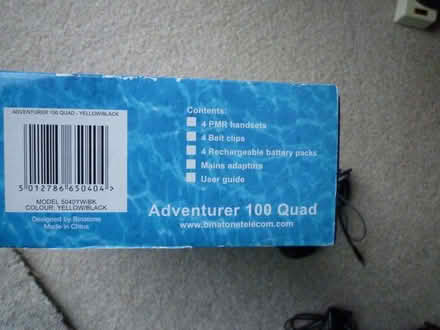 ADVENTURER 100 QUAD - YELLOW/BLACK
5 012786 650404 >
MODEL 5040YW/BK
COLOUR: YELLOW/BLACK
Designed by Binatone
Made in China
Contents:
4 PMR handsets
4 Belt clips
4 Rechargeable battery packs
Mains adaptors
User guide
Adventurer 100 Quad
www.binatonetelecom.com